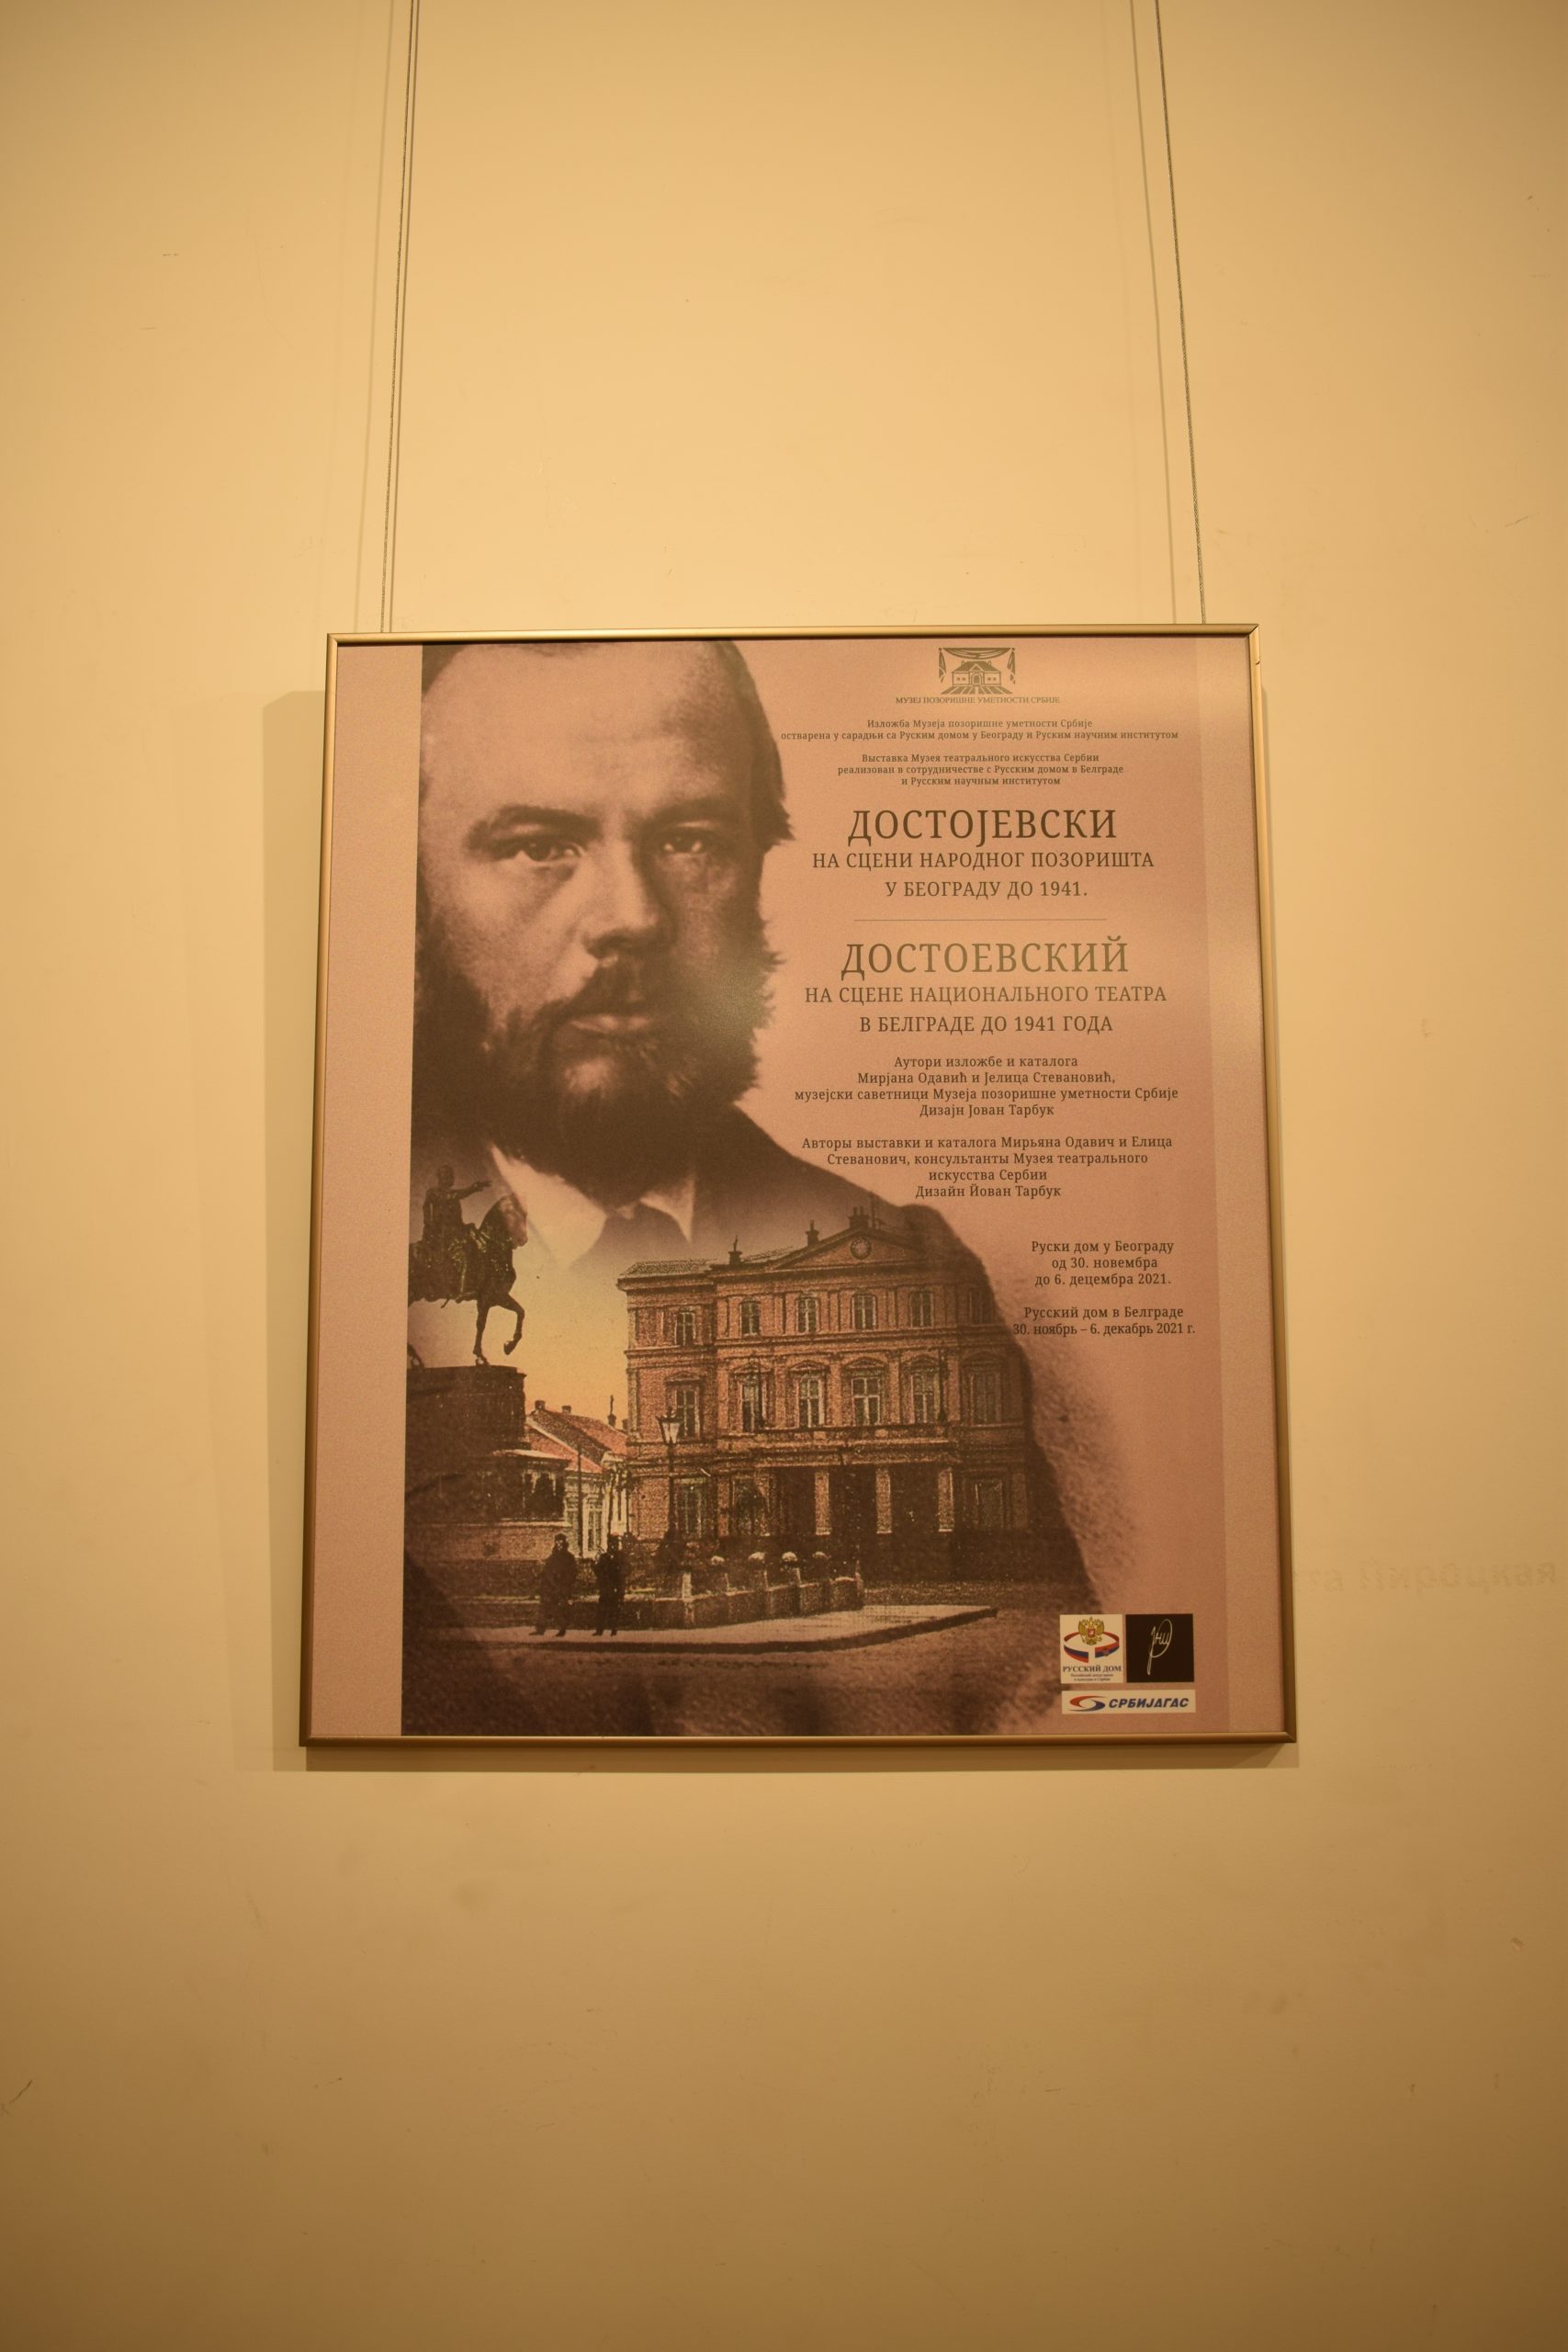 МУЗЕЈ ПОЗОРИШНЕ УМЕТНОСТИ СРБИЈЕ
Изложба Музеја позоришне уметности Србије
остварена у сарадњи са Руским домом у Београду и Руским научним институтом
Выставка Музея театрального искусства Сербии
реализован в сотрудничестве с Русским домом в Белграде
и Русским научным институтом
ДОСТОЈЕВСКИ
НА СЦЕНИ НАРОДНОГ ПОЗОРИШТА
У БЕОГРАДУ ДО 1941.
ДОСТОЕВСКИЙ
НА СЦЕНЕ НАЦИОНАЛЬНОГО ТЕАТРА
В БЕЛГРАДЕ ДО 1941 ГОДА
Аутори изложбе и каталога
Мирјана Одавић и Јелица Стевановић,
музејски саветници Музеја позоришне уметности Србије
Дизајн Јован Тарбук
Авторы выставки и каталога Мирьяна Одавич и Елица
Стеванович, консультанты Музея театрального
искусства Сербии
Дизайн Йован Тарбук
Руски дом у Београду
од 30. новембра
до 6. децембра 2021.
Русский дом в Белграде
30. ноябрь – 6. декабрь 2021 г.
РУССКИЙ ДОМ
СРБИЈАГАС